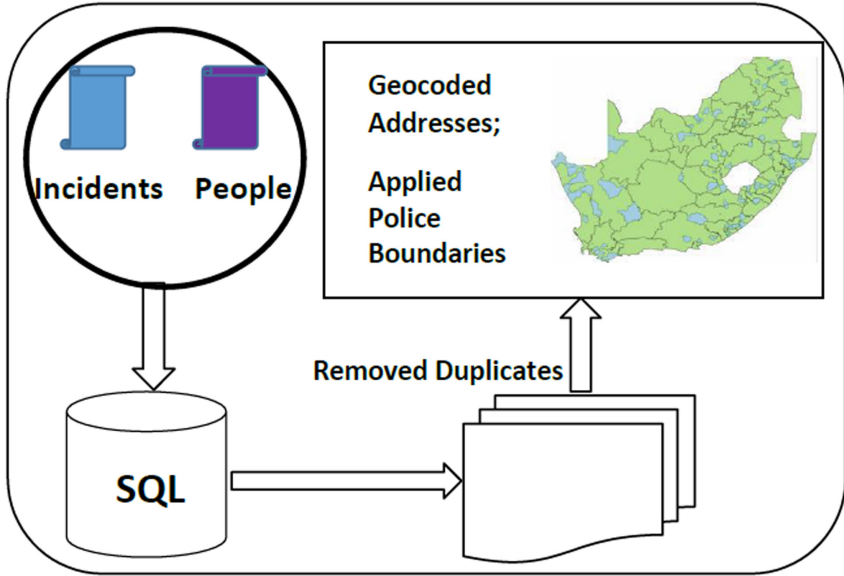 Incidents People
Geocoded
Addresses;
Applied
Police
Boundaries
Removed Duplicates
SQL